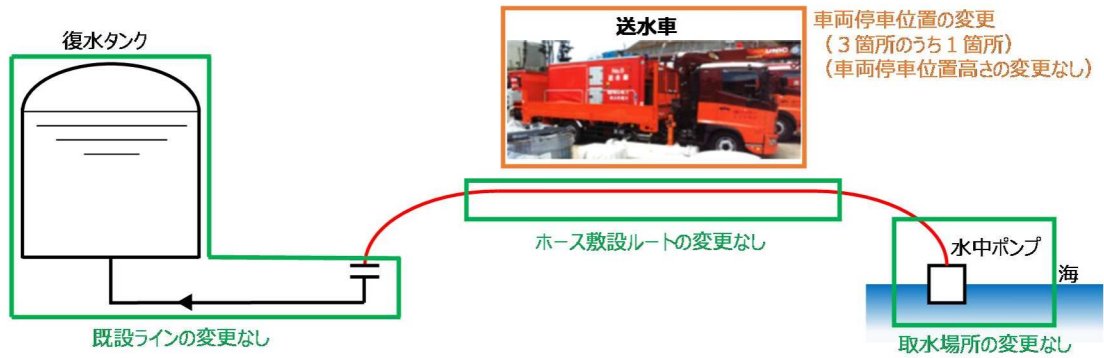 復水タンク
送水車
車両停車位置の変更
(3箇所のうち1箇所)
(車両停車位置高さの変更なし)
ホース敷設ルートの変更なし
水中ポンプ
海
既設ラインの変更なし
取水場所の変更なし